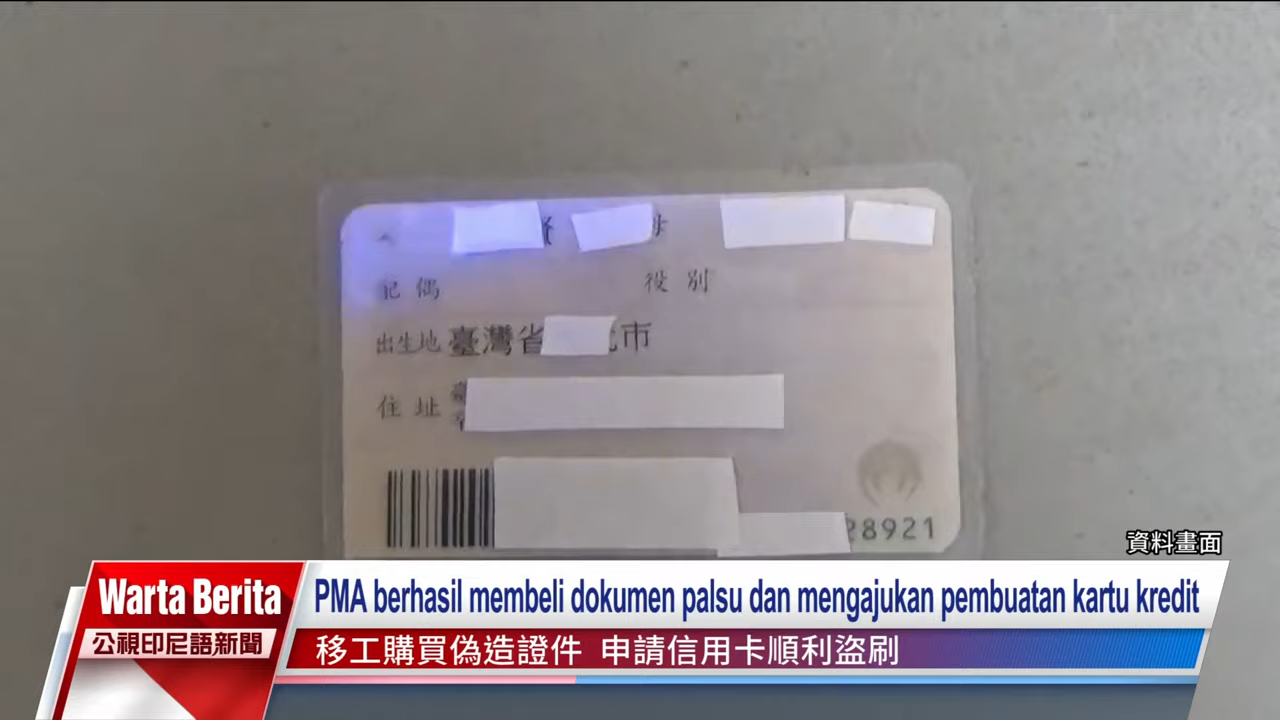 配偶 役別
出生地 臺灣省 市
住址
28921
資料畫面
Warta Berita
公視印尼語新聞
PMA berhasil membeli dokumen palsu dan mengajukan pembuatan kartu kredit
移工購買偽造證件 申請信用卡順利盜刷